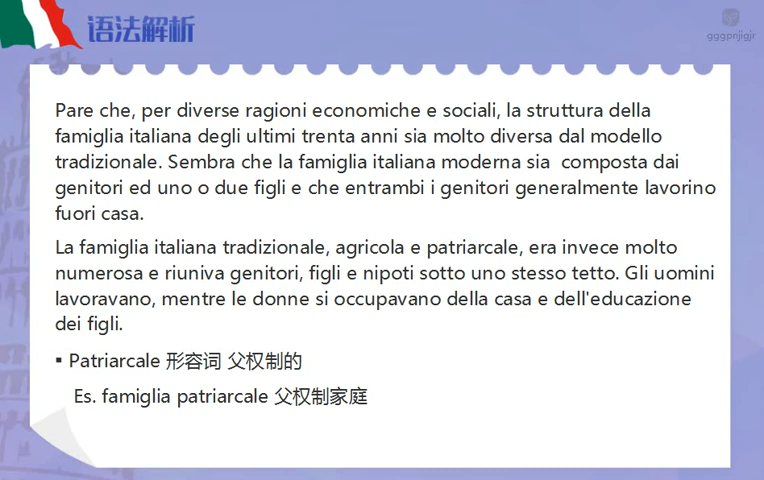 语法解析
gggpnjigjr
Pare che, per diverse ragioni economiche e sociali, la struttura della
famiglia italiana degli ultimi trenta anni sia molto diversa dal modello
tradizionale. Sembra che la famiglia italiana moderna sia composta dai
genitori ed uno o due figli e che entrambi i genitori generalmente lavorino
fuori casa.
La famiglia italiana tradizionale, agricola e patriarcale, era invece molto
numerosa e riuniva genitori, figli e nipoti sotto uno stesso tetto. Gli uomini
lavoravano, mentre le donne si occupavano della casa e dell'educazione
dei figli.
▪ Patriarcale 形容词 父权制的
Es. famiglia patriarcale 父权制家庭